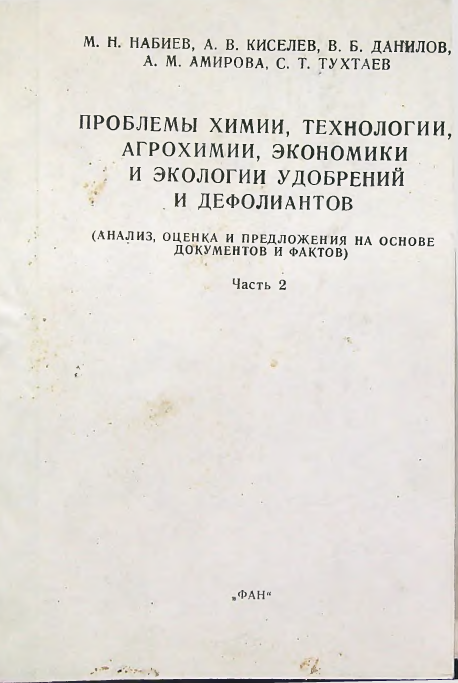 М. Н. НАБИЕВ, А. В. КИСЕЛЕВ, В. Б. ДАНИЛОВ,
А. М. АМИРОВА, С. Т. ТУХТАЕВ
ПРОБЛЕМЫ ХИМИИ, ТЕХНОЛОГИИ,
АГРОХИМИИ, ЭКОНОМИКИ
И ЭКОЛОГИИ УДОБРЕНИЙ
И ДЕФОЛИАНТОВ
(АНАЛИЗ, ОЦЕНКА И ПРЕДЛОЖЕНИЯ НА ОСНОВЕ
ДОКУМЕНТОВ И ФАКТОВ)
Часть 2
„ФАН“